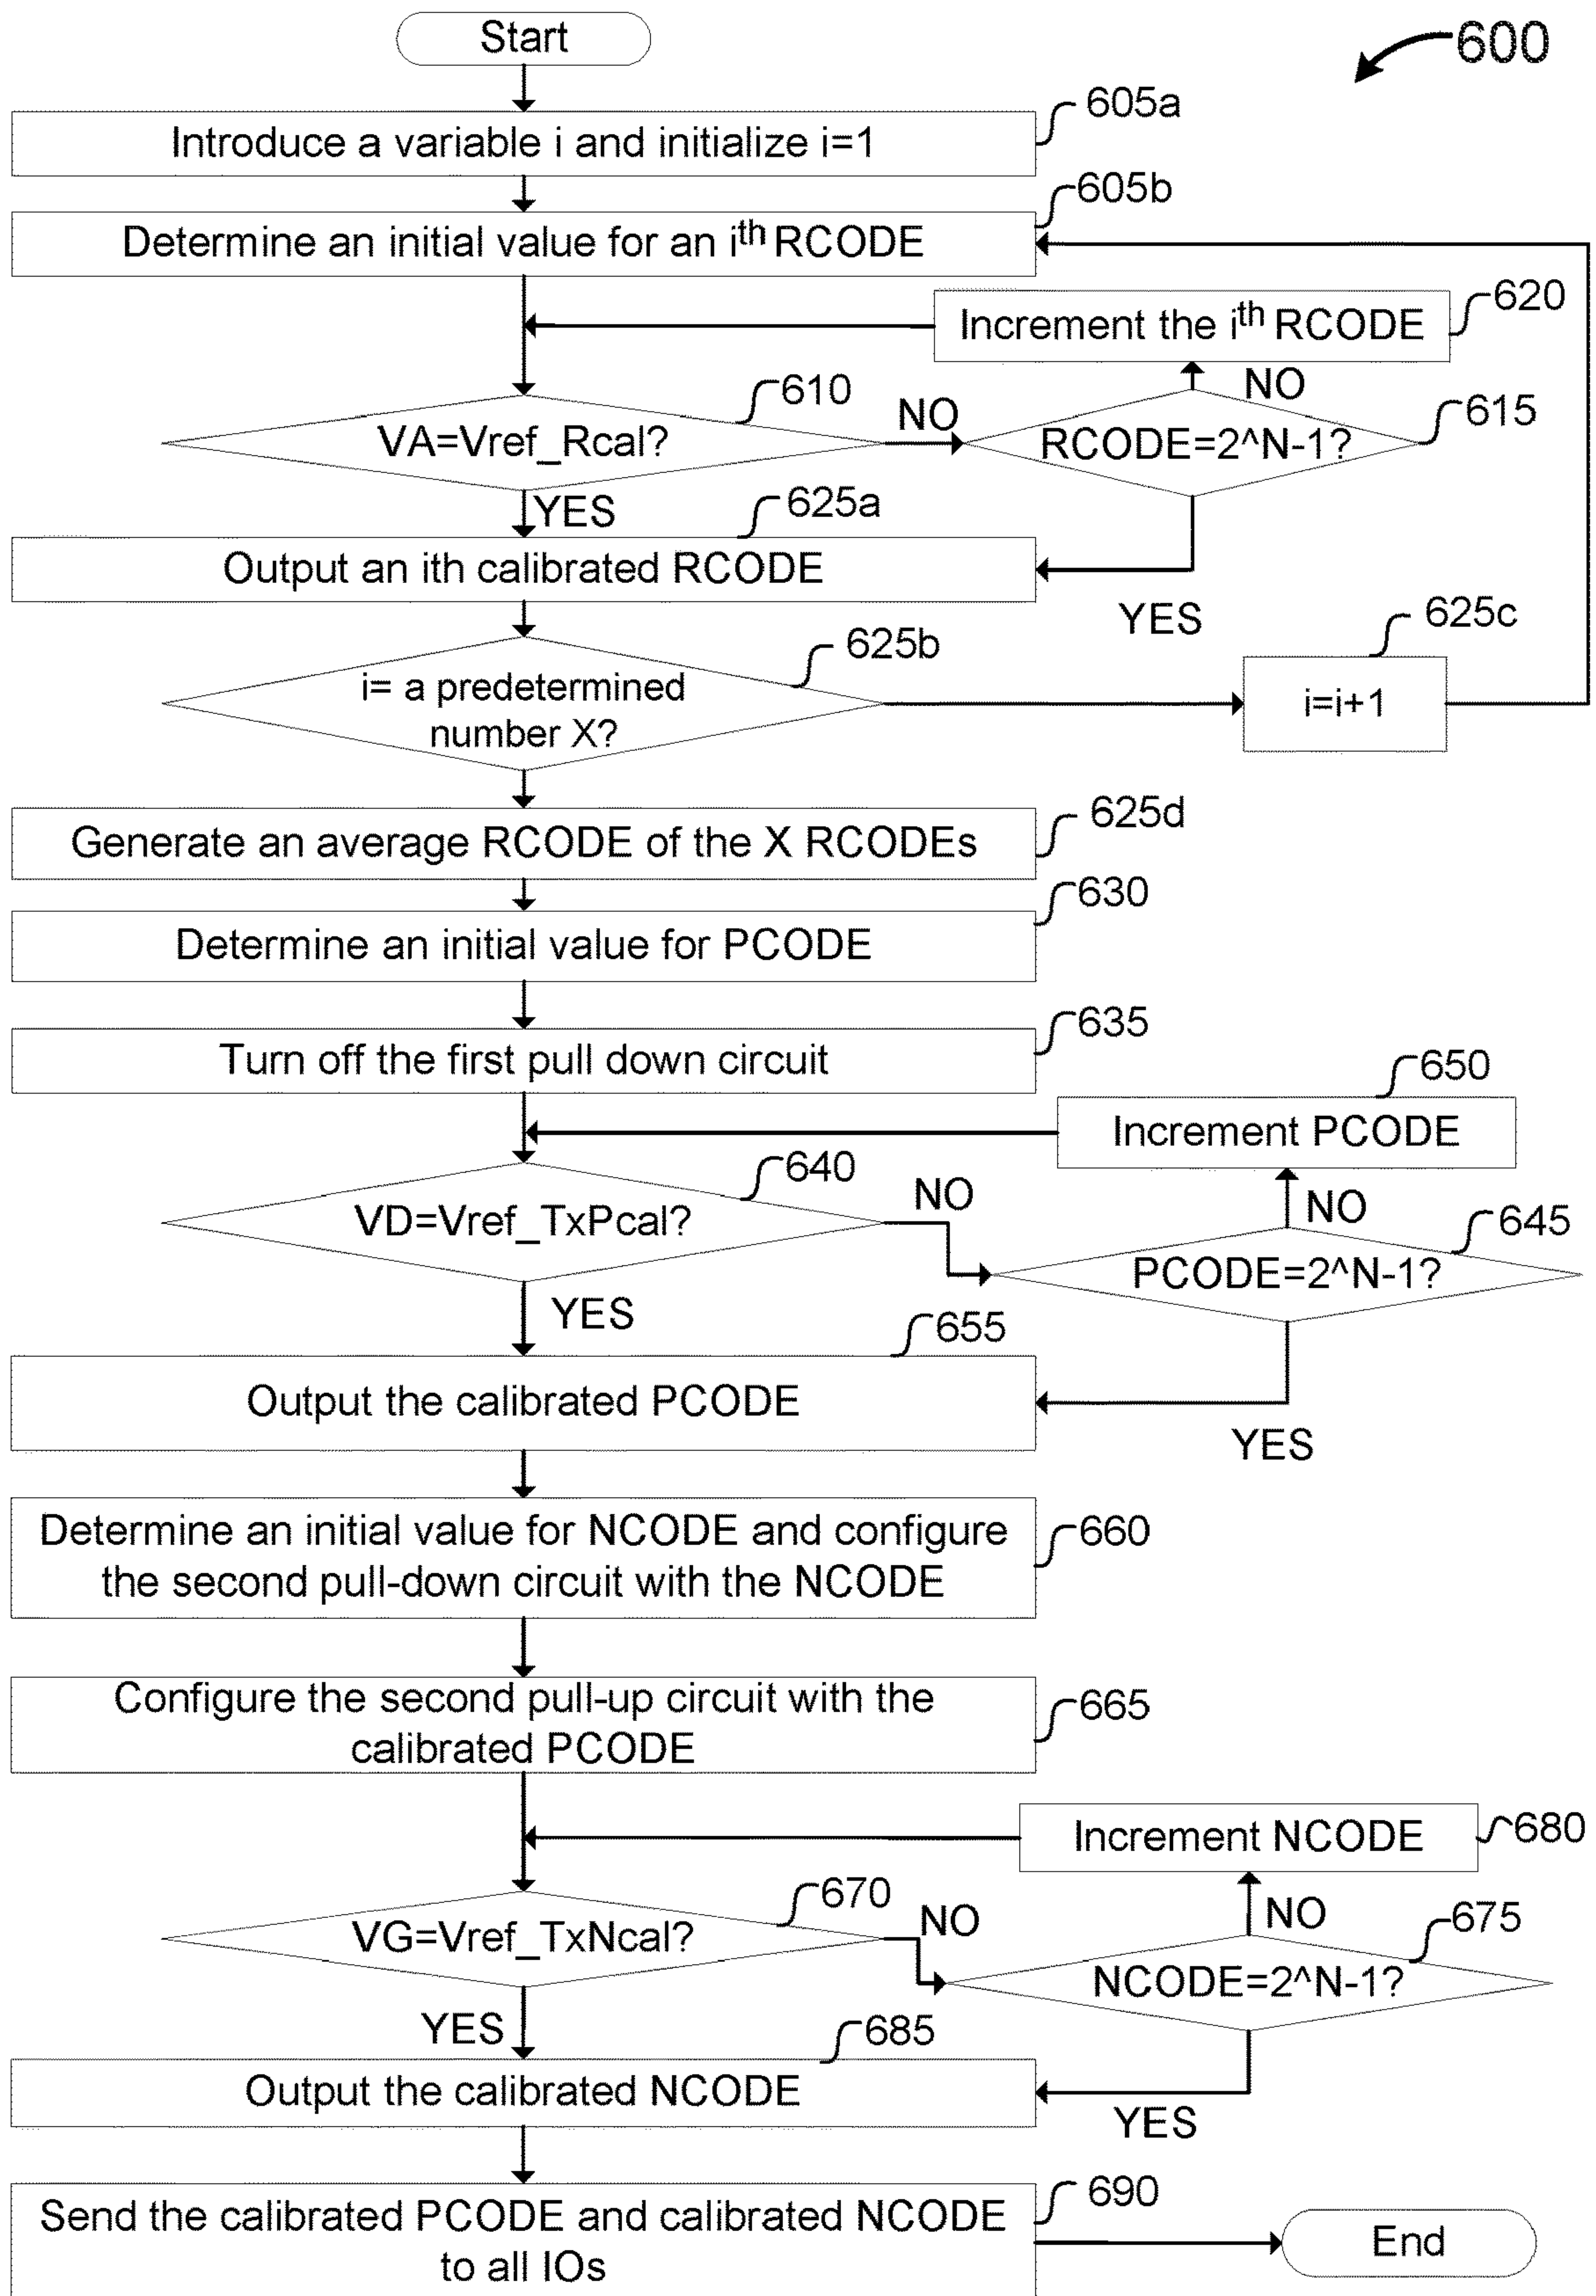 Start
600
605a
Introduce a variable i and initialize i=1
605b
Determine an initial value for an ith RCODE
620
Increment the ith RCODE
610
NO
NO
615
VA=Vref_Rcal?
RCODE=2^N-1?
YES
625a
Output an ith calibrated RCODE
YES
625c
625b
i= a predetermined
number X?
i=i+1
625d
Generate an average RCODE of the X RCODEs
630
Determine an initial value for PCODE
635
Turn off the first pull down circuit
650
Increment PCODE
640
NO
NO
645
VD=Vref_TxPcal?
PCODE=2^N-1?
YES
655
Output the calibrated PCODE
YES
Determine an initial value for NCODE and configure
the second pull-down circuit with the NCODE
660
Configure the second pull-up circuit with the
calibrated PCODE
665
Increment NCODE
680
670
NO
NO
675
VG=Vref_TxNcal?
NCODE=2^N-1?
YES
685
Output the calibrated NCODE
YES
690
Send the calibrated PCODE and calibrated NCODE
to all IOs
End